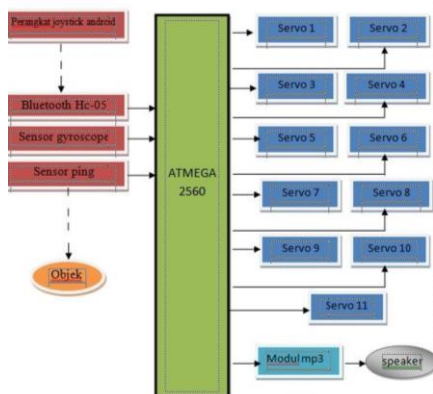 Perangkat joystick android
Bluetooth Hc-05
Sensor gyroscope
Sensor ping
Objek
ATMEGA
2560
Servo 1
Servo 2
Servo 3
Servo 4
Servo 5
Servo 6
Servo 7
Servo 8
Servo 9
Servo 10
Servo 11
Modul mp3
speaker